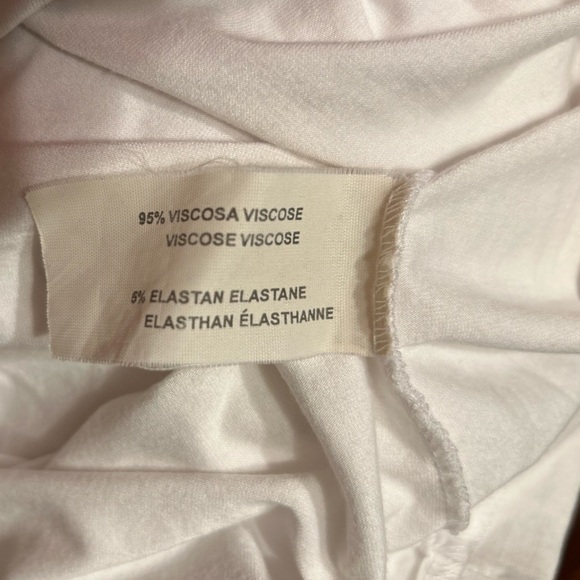 95% VISCOSA VISCOSE
VISCOSE VISCOSE
5% ELASTAN ELASTANE
ELASTHAN ÉLASTHANNE